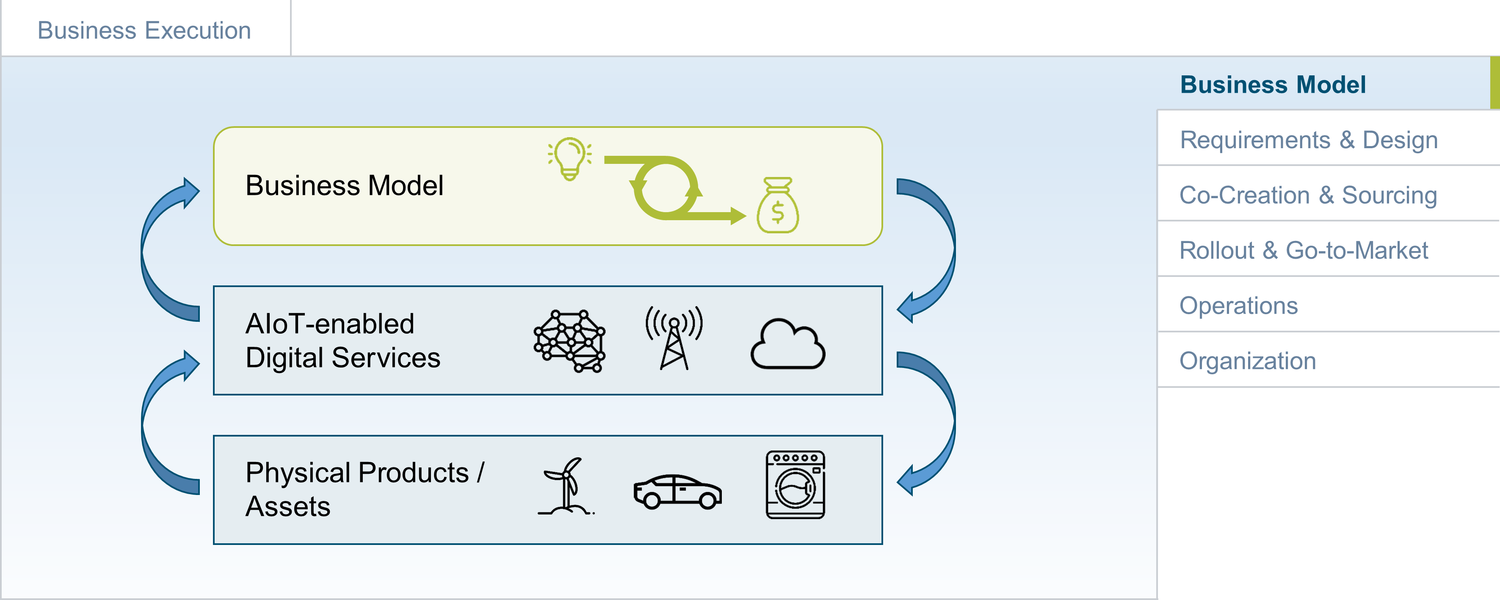 Business Execution
Business Model
Requirements & Design
Co-Creation & Sourcing
Rollout & Go-to-Market
Operations
Organization
Business Model
$
AIoT-enabled
Digital Services
Physical Products /
Assets